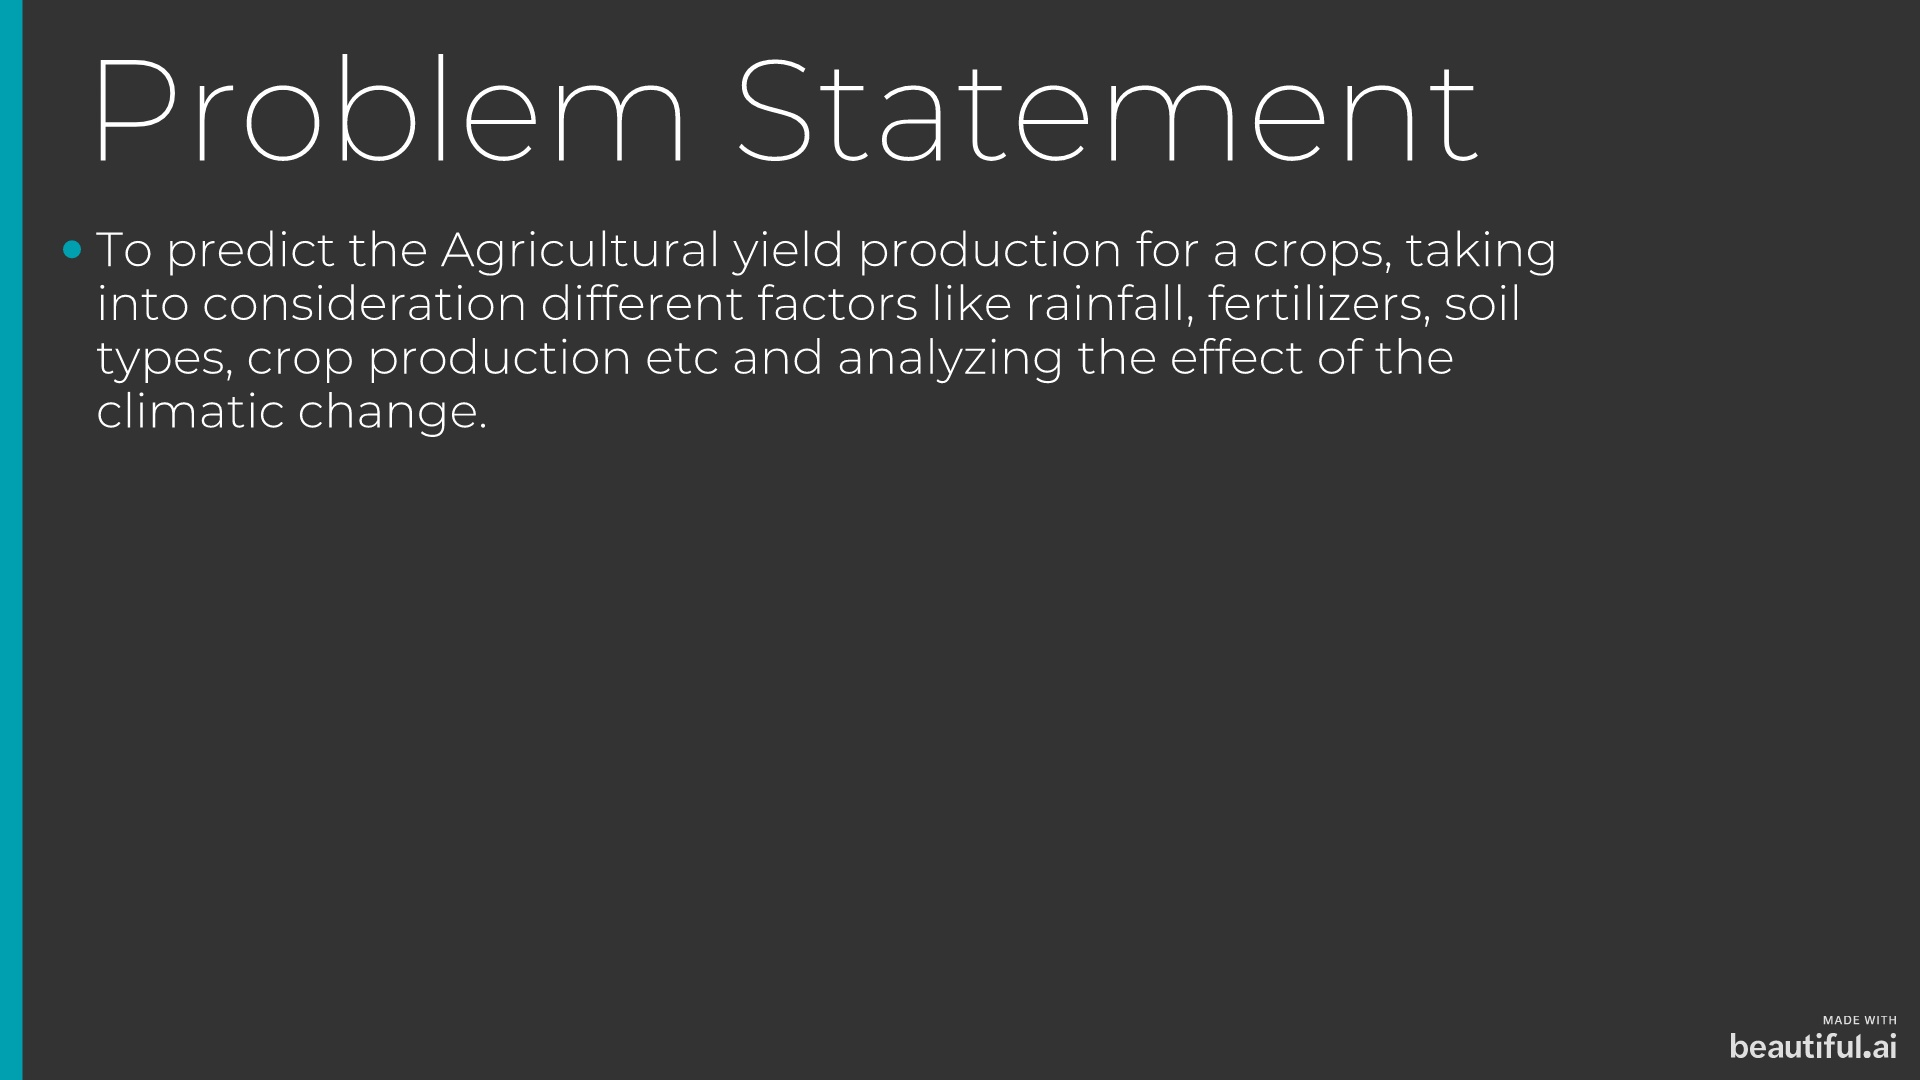 Problem Statement
To predict the Agricultural yield production for a crops, taking
into consideration different factors like rainfall, fertilizers, soil
types, crop production etc and analyzing the effect of the
climatic change.
MADE WITH
beautiful.ai